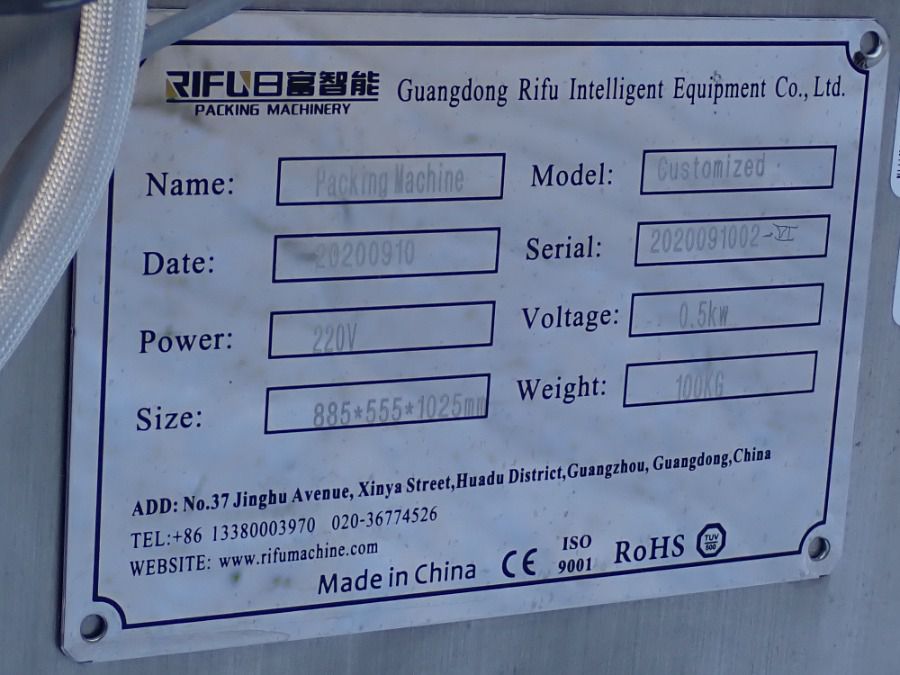 RIFU日富智能 Guangdong Rifu Intelligent Equipment Co., Ltd.
PACKING MACHINERY
Name: Packing Machine Model: Customized
Date: 20200910 Serial: 2020091002-VI
Power: 220V Voltage: 0.5kw
Size: 885*555*1025mm Weight: 100KG
ADD: No.37 Jinghu Avenue, Xinya Street,Huadu District,Guangzhou, Guangdong,China
TEL:+86 13380003970 020-36774526
WEBSITE: www.rifumachine.com
Made in China CE ISO 9001 RoHS TUV